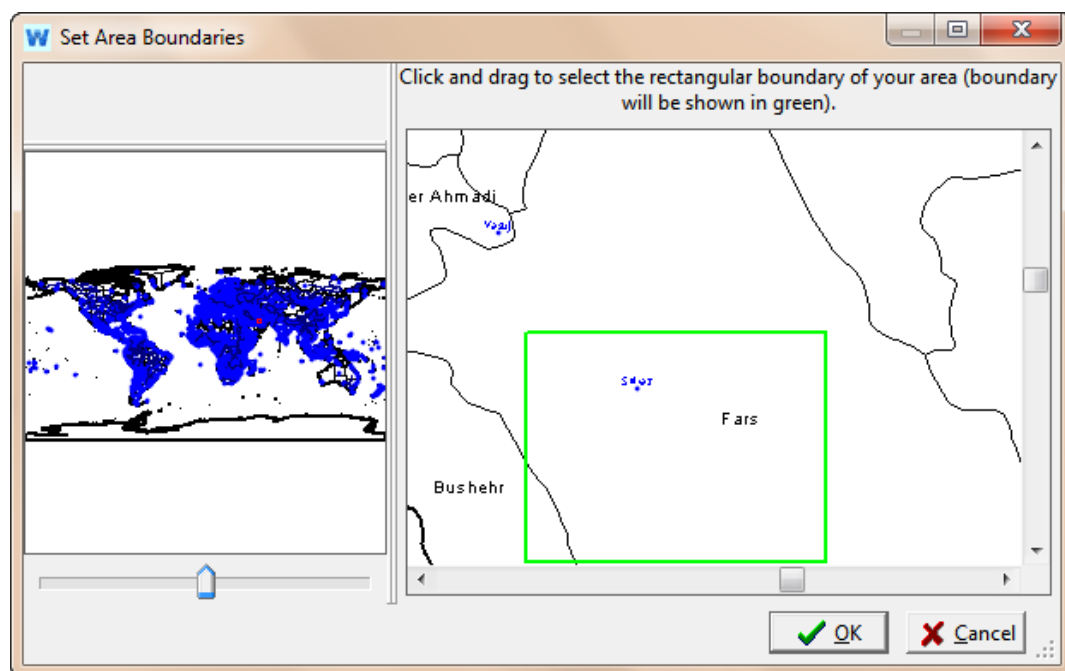 Set Area Boundaries
Click and drag to select the rectangular boundary of your area (boundary
will be shown in green).
er Ahmadi
Fars
Bushehr
OK
Cancel